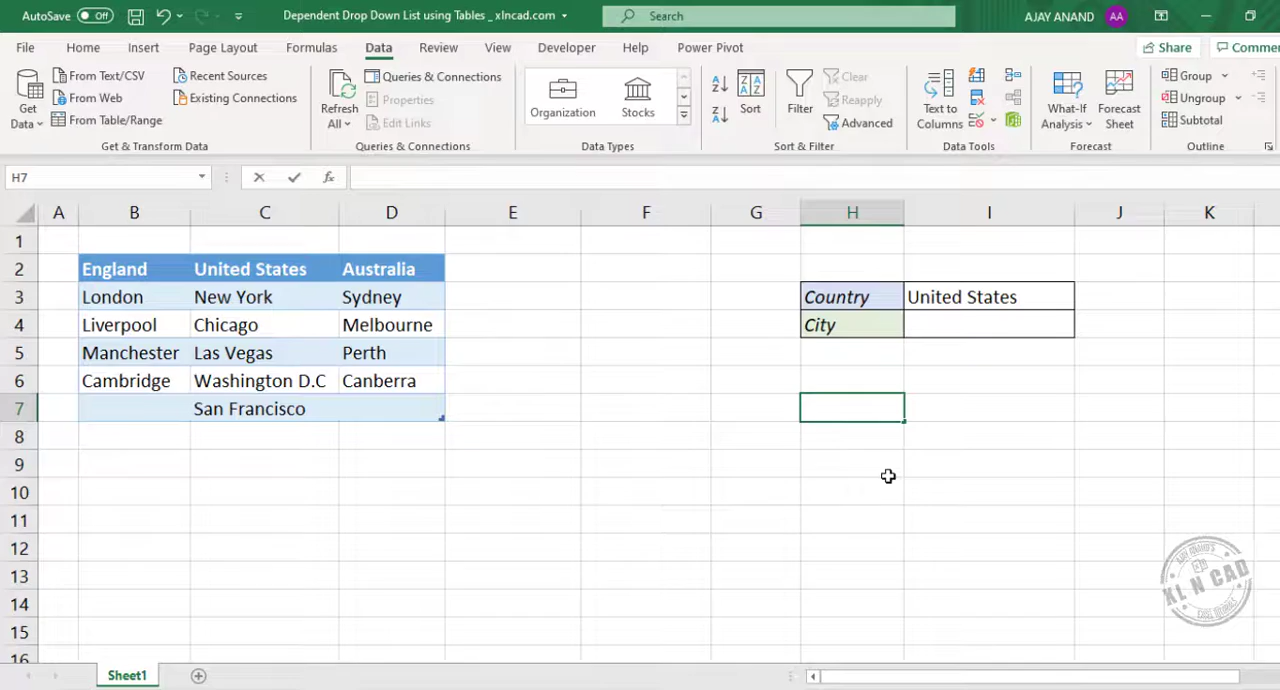 AutoSave Off Dependent Drop Down List using Tables _ xlncad.com Search AJAY ANAND AA
File Home Insert Page Layout Formulas Data Review View Developer Help Power Pivot Share Comme
Get Data From Text/CSV From Web From Table/Range Recent Sources Existing Connections
Refresh All Queries & Connections Properties Edit Links
Organization Stocks
Sort Filter Clear Reapply Advanced
Text to Columns
What-If Analysis Forecast Sheet
Group Ungroup Subtotal
Get & Transform Data Queries & Connections Data Types Sort & Filter Data Tools Forecast Outline
H7 fx
A B C D E F G H I J K
1
2 England United States Australia
3 London New York Sydney Country United States
4 Liverpool Chicago Melbourne City
5 Manchester Las Vegas Perth
6 Cambridge Washington D.C Canberra
7 San Francisco
8
9
10
11
12
13
14
15
16
XL N CAD
Sheet1